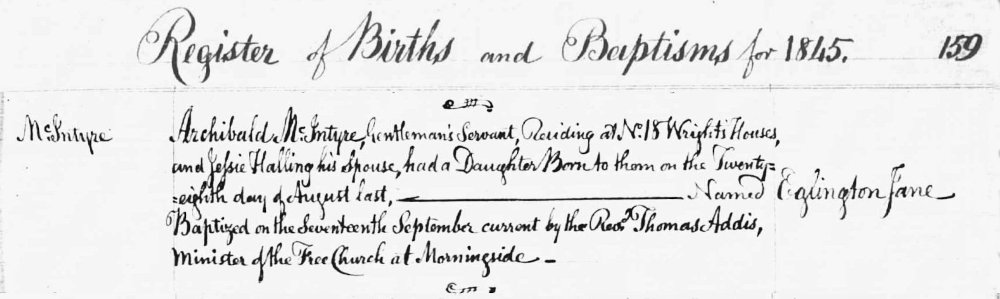 Register of Births and Baptisms for 1845. 159
McIntyre Archibald McIntyre, Gentleman's Servant, Residing at No. 18 Wright's Houses,
and Jessie Halling his Spouse, had a Daughter Born to them on the Twenty=
=eighth day of August last, Named Eglington Jane
Baptized on the Seventeenth September current by the Revd. Thomas Addis,
Minister of the Free Church at Morningside